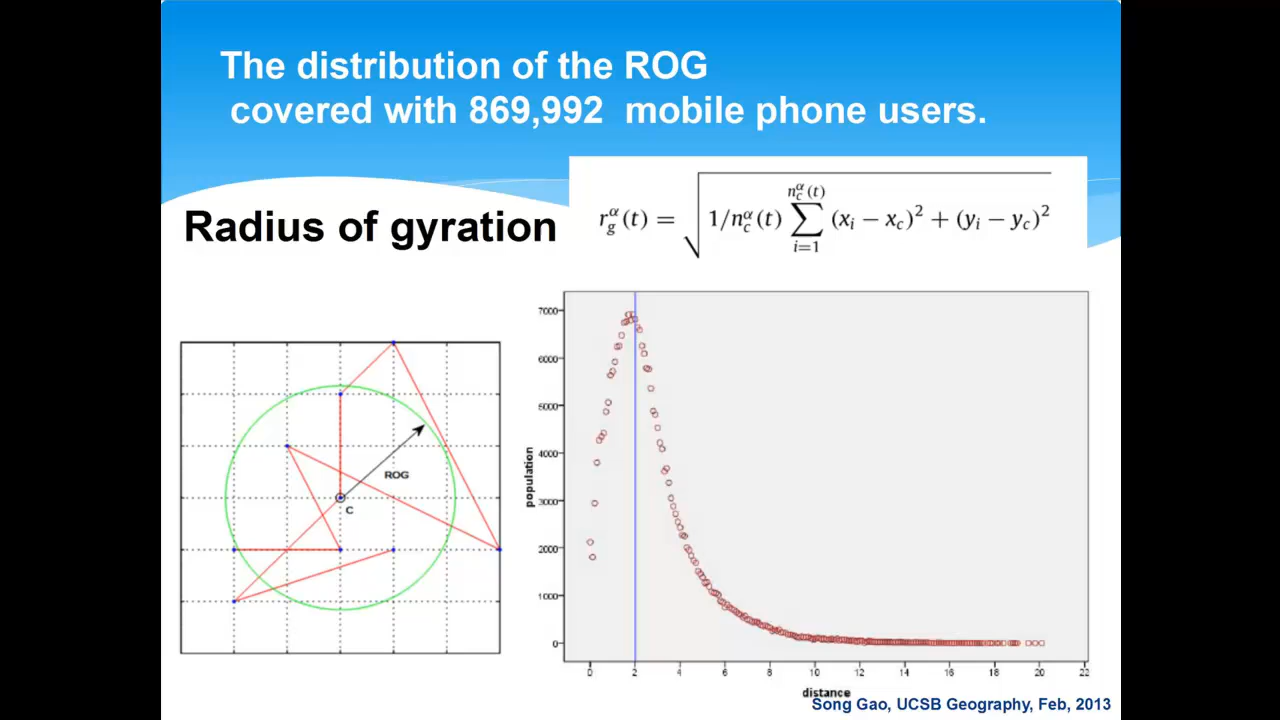 The distribution of the ROG
covered with 869,992 mobile phone users.
Radius of gyration
r_g^α(t) = √(1/n_c^α(t) ∑_{i=1}^{n_c^α(t)} (x_i − x_c)^2 + (y_i − y_c)^2)
ROG
C
population
7000
6000
5000
4000
3000
2000
1000
0
0 2 4 6 8 10 12 14 16 18 20 22
distance
Song Gao, UCSB Geography, Feb, 2013